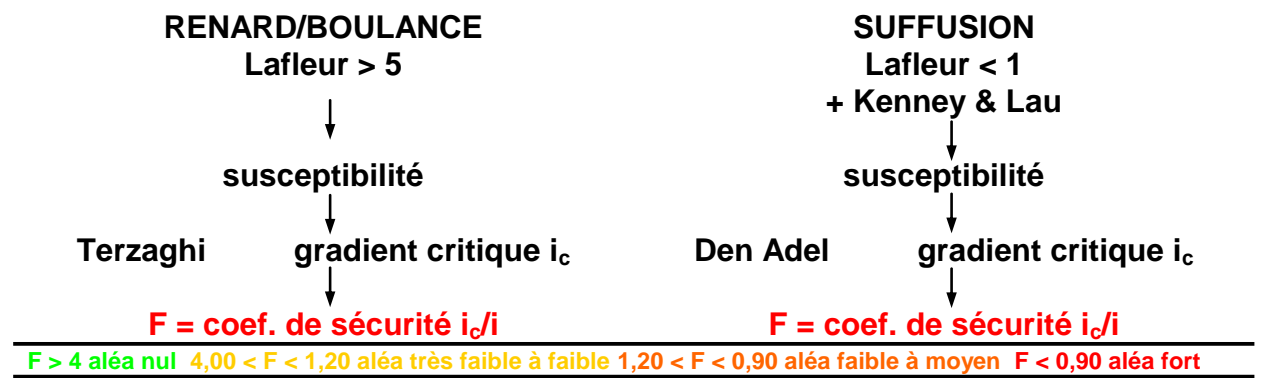 RENARD/BOULANCE
Lafleur > 5
susceptibilité
Terzaghi gradient critique ic
F = coef. de sécurité ic/i
SUFFUSION
Lafleur < 1
+ Kenney & Lau
susceptibilité
Den Adel gradient critique ic
F = coef. de sécurité ic/i
F > 4 aléa nul 4,00 < F < 1,20 aléa très faible à faible 1,20 < F < 0,90 aléa faible à moyen F < 0,90 aléa fort